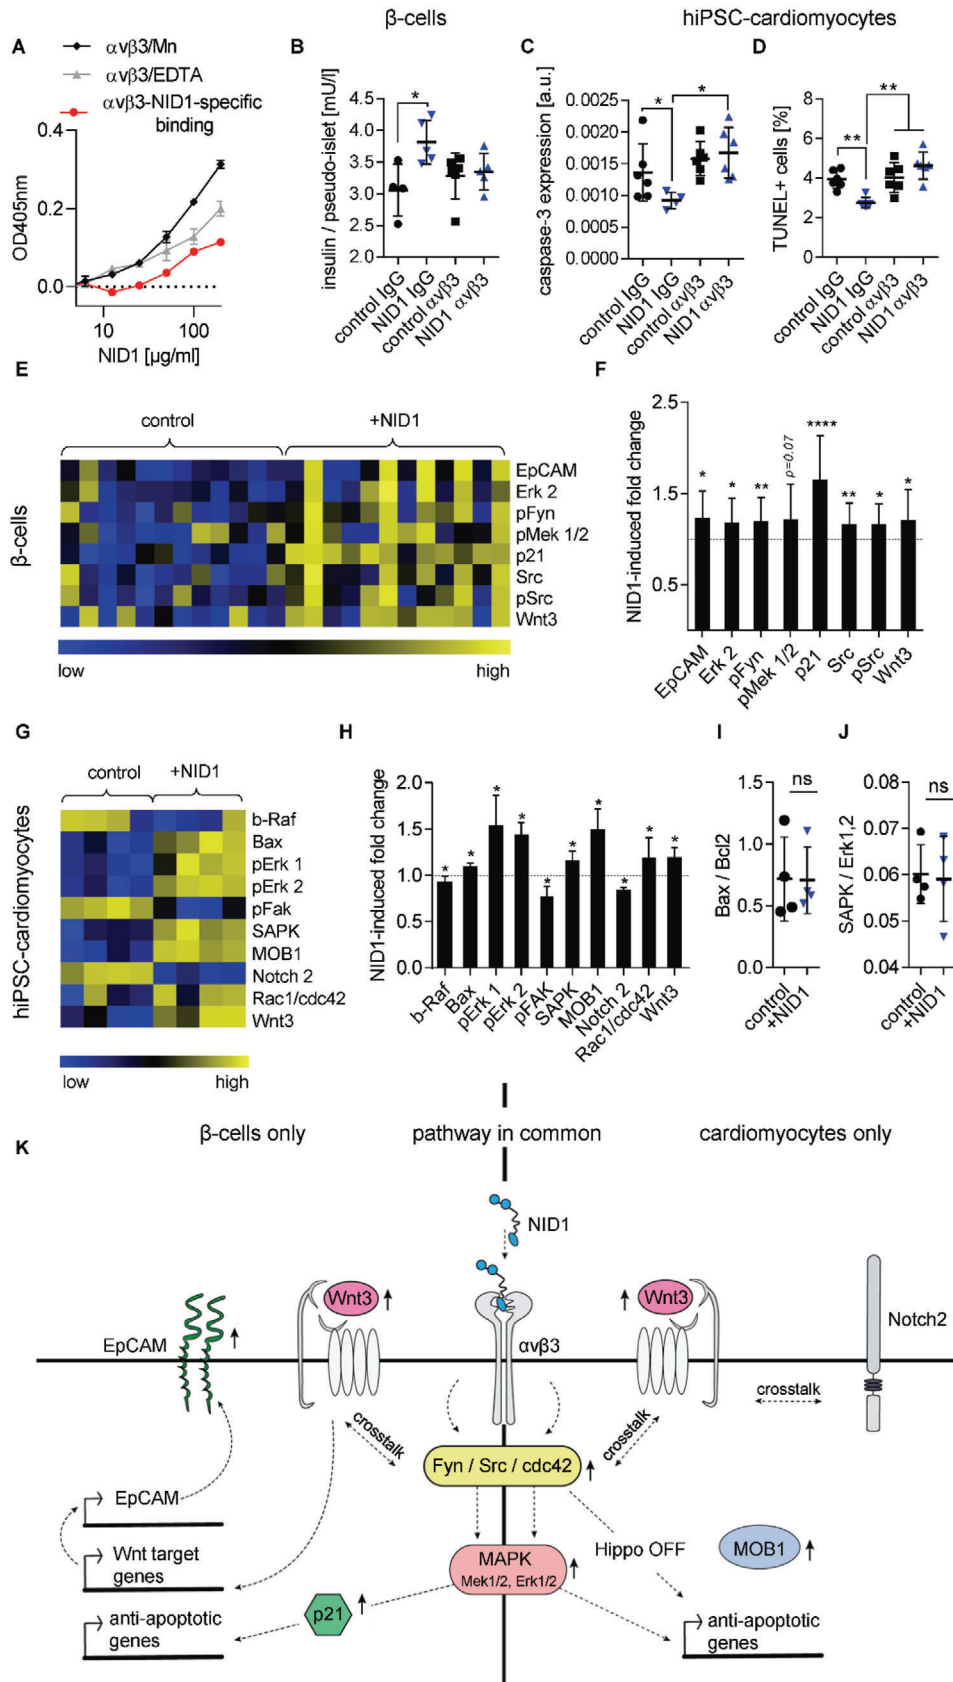 β-cells
hiPSC-cardiomyocytes
A
αvβ3/Mn
αvβ3/EDTA
αvβ3-NID1-specific
binding
0.4
0.2
0.0
OD405nm
10
100
NID1 [µg/ml]
B
*
4.5
4.0
3.5
3.0
2.5
2.0
insulin / pseudo-islet [mU/l]
control IgG
NID1 IgG
control αvβ3
NID1 αvβ3
C
*
*
0.0025
0.0020
0.0015
0.0010
0.0005
0.0000
caspase-3 expression [a.u.]
control IgG
NID1 IgG
control αvβ3
NID1 αvβ3
D
**
**
8
6
4
2
0
TUNEL+ cells [%]
control IgG
NID1 IgG
control αvβ3
NID1 αvβ3
E
control
+NID1
β-cells
EpCAM
Erk 2
pFyn
pMek 1/2
p21
Src
pSrc
Wnt3
low
high
F
2.5
1.5
0.5
NID1-induced fold change
*
*
**
p=0.07
****
**
*
*
EpCAM
Erk 2
pFyn
pMek 1/2
p21
Src
pSrc
Wnt3
G
control
+NID1
hiPSC-cardiomyocytes
b-Raf
Bax
pErk 1
pErk 2
pFak
SAPK
MOB1
Notch 2
Rac1/cdc42
Wnt3
low
high
H
2.0
1.5
1.0
0.5
0.0
NID1-induced fold change
*
*
*
*
*
*
*
*
*
*
b-Raf
Bax
pErk 1
pErk 2
pFAK
SAPK
MOB1
Notch 2
Rac1/cdc42
Wnt3
I
ns
1.5
1.0
0.5
0.0
Bax / Bcl2
control
+NID1
J
ns
0.08
0.07
0.06
0.05
0.04
SAPK / Erk1,2
control
+NID1
K
β-cells only
pathway in common
cardiomyocytes only
NID1
Wnt3
Wnt3
Notch2
EpCAM
αvβ3
crosstalk
crosstalk
crosstalk
Fyn / Src / cdc42
EpCAM
Wnt target
genes
MAPK
Mek1/2, Erk1/2
Hippo OFF
MOB1
p21
anti-apoptotic
genes
anti-apoptotic
genes